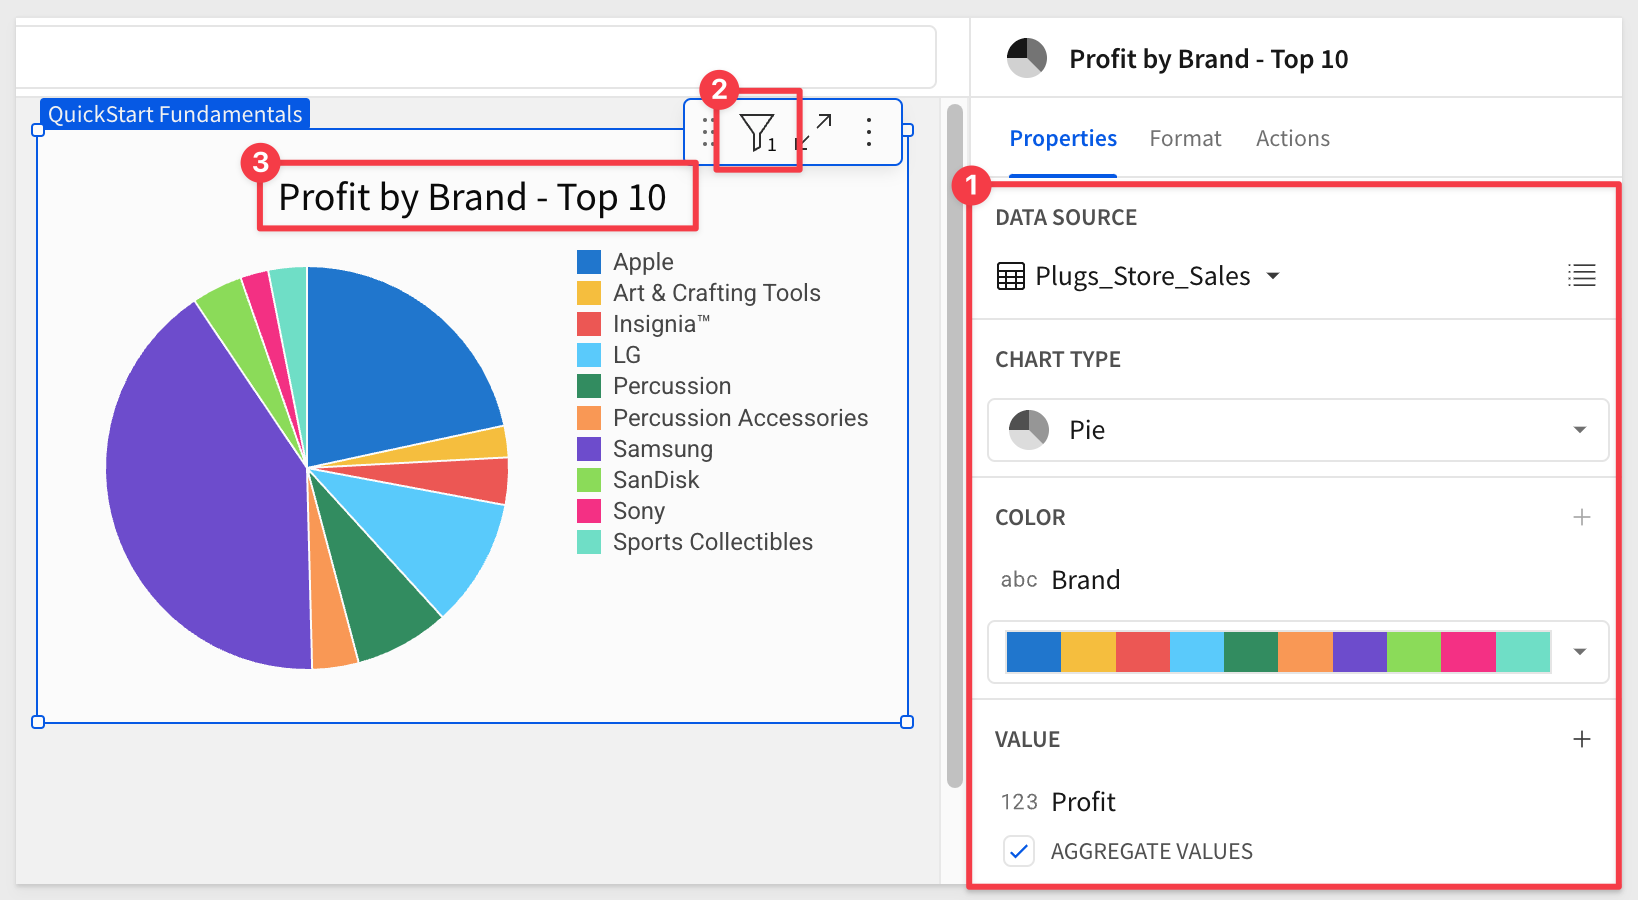 QuickStart Fundamentals
2
1
3
Profit by Brand - Top 10
Apple
Art & Crafting Tools
Insignia™
LG
Percussion
Percussion Accessories
Samsung
SanDisk
Sony
Sports Collectibles
Profit by Brand - Top 10
Properties Format Actions
1
DATA SOURCE
Plugs_Store_Sales
CHART TYPE
Pie
COLOR
abc Brand
VALUE
123 Profit
AGGREGATE VALUES